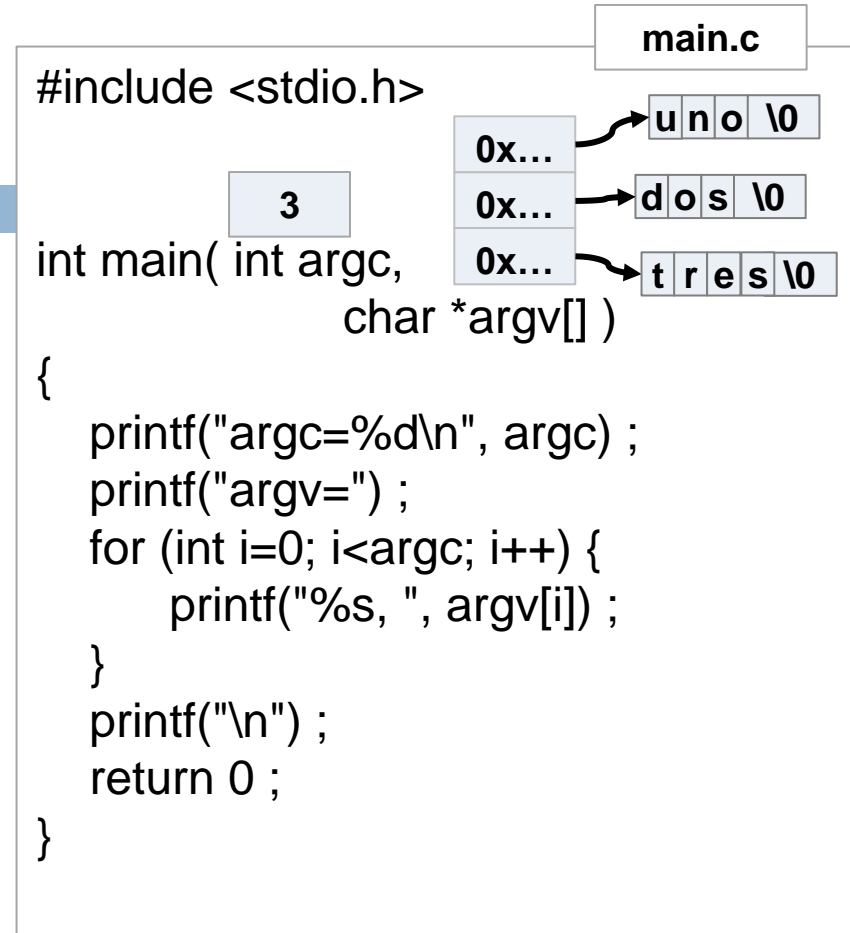 main.c
#include <stdio.h>
0x... u n o \0
3 0x... d o s \0
int main( int argc, 0x... t r e s \0
char *argv[] )
{
printf("argc=%d\n", argc) ;
printf("argv=") ;
for (int i=0; i<argc; i++) {
printf("%s, ", argv[i]) ;
}
printf("\n") ;
return 0 ;
}